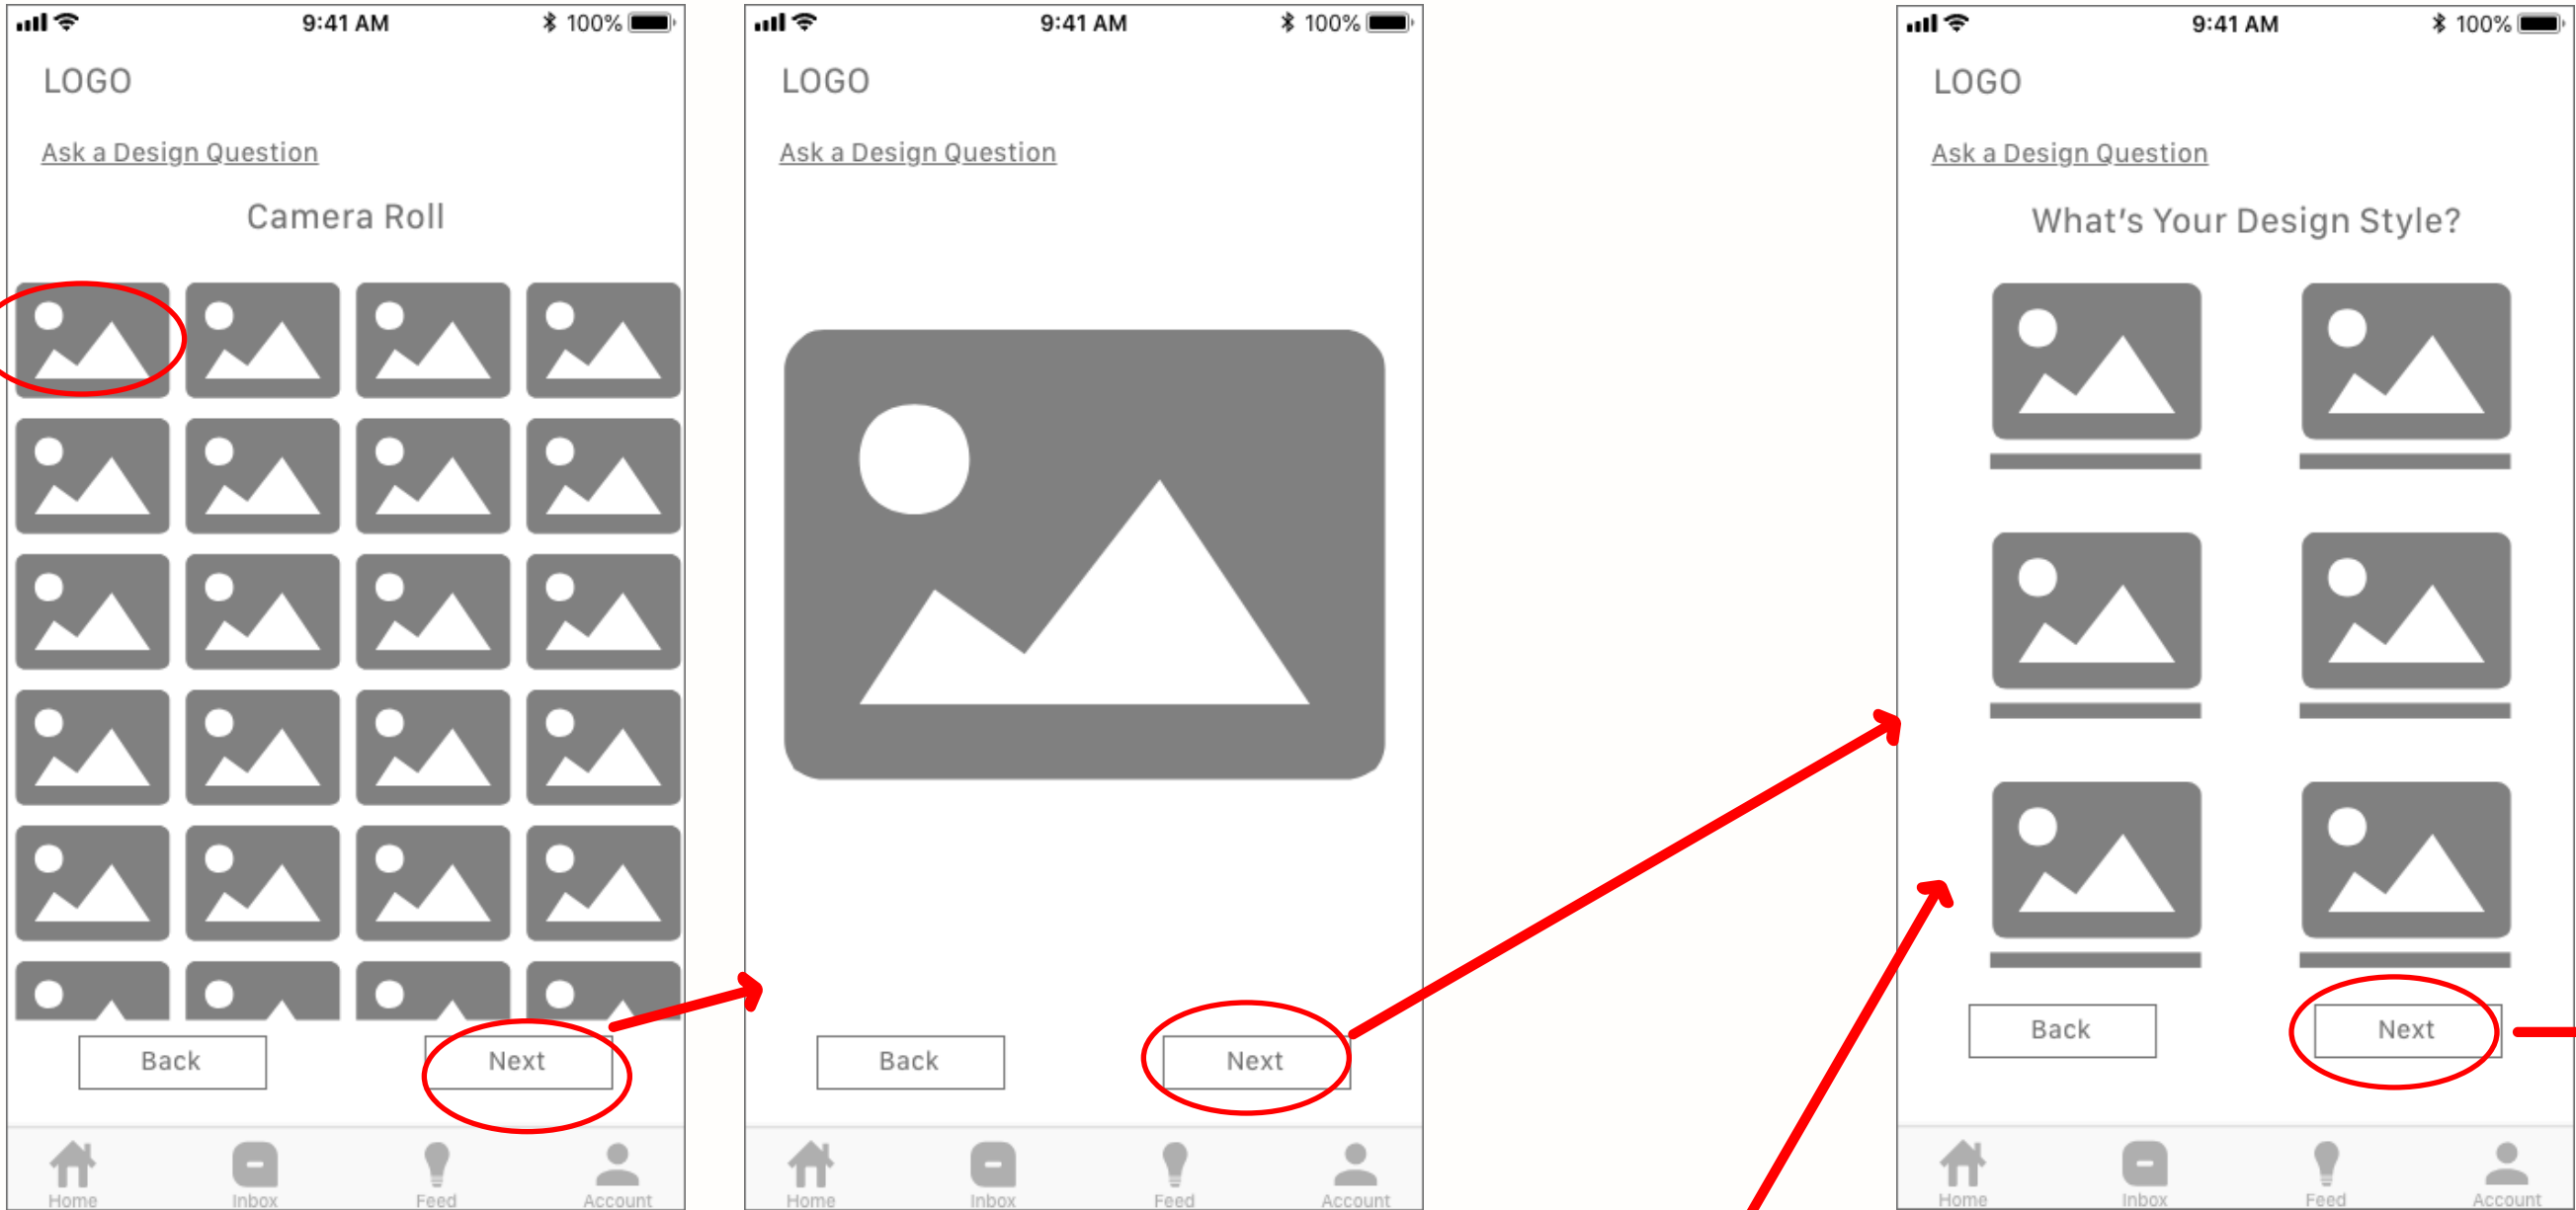 9:41 AM
100%
LOGO
Ask a Design Question
Camera Roll
Back
Next
Home
Inbox
Feed
Account
9:41 AM
100%
LOGO
Ask a Design Question
Back
Next
Home
Inbox
Feed
Account
9:41 AM
100%
LOGO
Ask a Design Question
What's Your Design Style?
Back
Next
Home
Inbox
Feed
Account